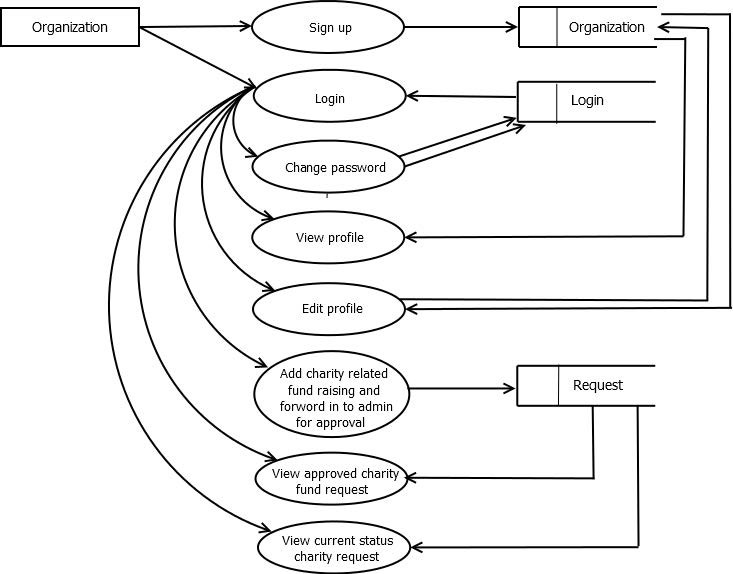 Organization
Sign up
Organization
Login
Login
Change password
View profile
Edit profile
Add charity related
fund raising and
forword in to admin
for approval
Request
View approved charity
fund request
View current status
charity request